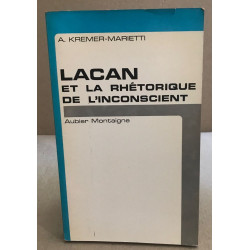 A. KREMER-MARIETTI
LACAN
ET LA RHÉTORIQUE
DE L'INCONSCIENT
Aubier Montaigne